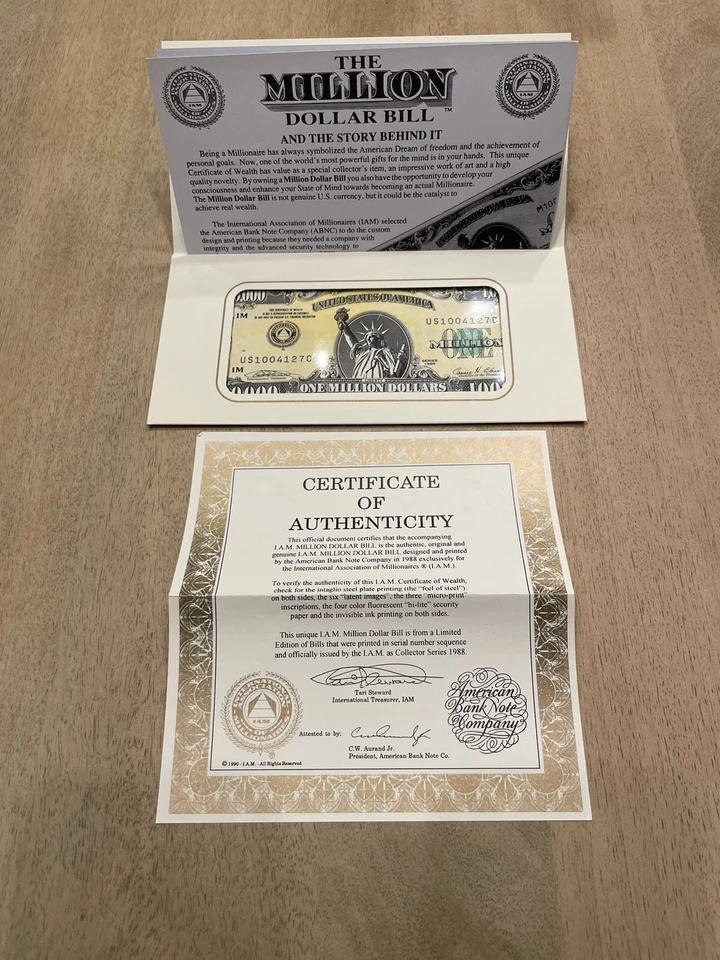 THE
MILLION
DOLLAR BILL ™
AND THE STORY BEHIND IT
Being a Millionaire has always symbolized the American Dream of freedom and the achievement of
personal goals. Now, one of the world's most powerful gifts for the mind is in your hands. This unique
Certificate of Wealth has value as a special collector's item, an impressive work of art and a high
quality novelty. By owning a Million Dollar Bill you also have the opportunity to develop your
consciousness and enhance your State of Mind towards becoming an actual Millionaire.
The Million Dollar Bill is not genuine U.S. currency, but it could be the catalyst to
achieve real wealth.
The International Association of Millionaires (IAM) selected
the American Bank Note Company (ABNC) to do the custom
design and printing because they needed a company with
integrity and the advanced security technology to
UNITED STATES OF AMERICA
THIS CERTIFICATE OF WEALTH
1M
US1004127C
ONE
MILLION
US1004127C
SERIES
1988
1M
ONE MILLION DOLLARS
CERTIFICATE
OF
AUTHENTICITY
This official document certifies that the accompanying
I.A.M. MILLION DOLLAR BILL is the authentic, original and
genuine I.A.M. MILLION DOLLAR BILL designed and printed
by the American Bank Note Company in 1988 exclusively for
the International Association of Millionaires ® (I.A.M.).
To verify the authenticity of this I.A.M. Certificate of Wealth,
check for the intaglio steel plate printing (the "feel of steel")
on both sides, the six "latent images", the three "micro-print"
inscriptions, the four color fluorescent "hi-lite" security
paper and the invisible ink printing on both sides.
This unique I.A.M. Million Dollar Bill is from a Limited
Edition of Bills that were printed in serial number sequence
and officially issued by the I.A.M. as Collector Series 1988.
Tari Steward
International Treasurer, IAM
American
Bank Note
Company
Attested to by:
C.W. Aurand Jr.
President, American Bank Note Co.
© 1990 - I.A.M. - All Rights Reserved